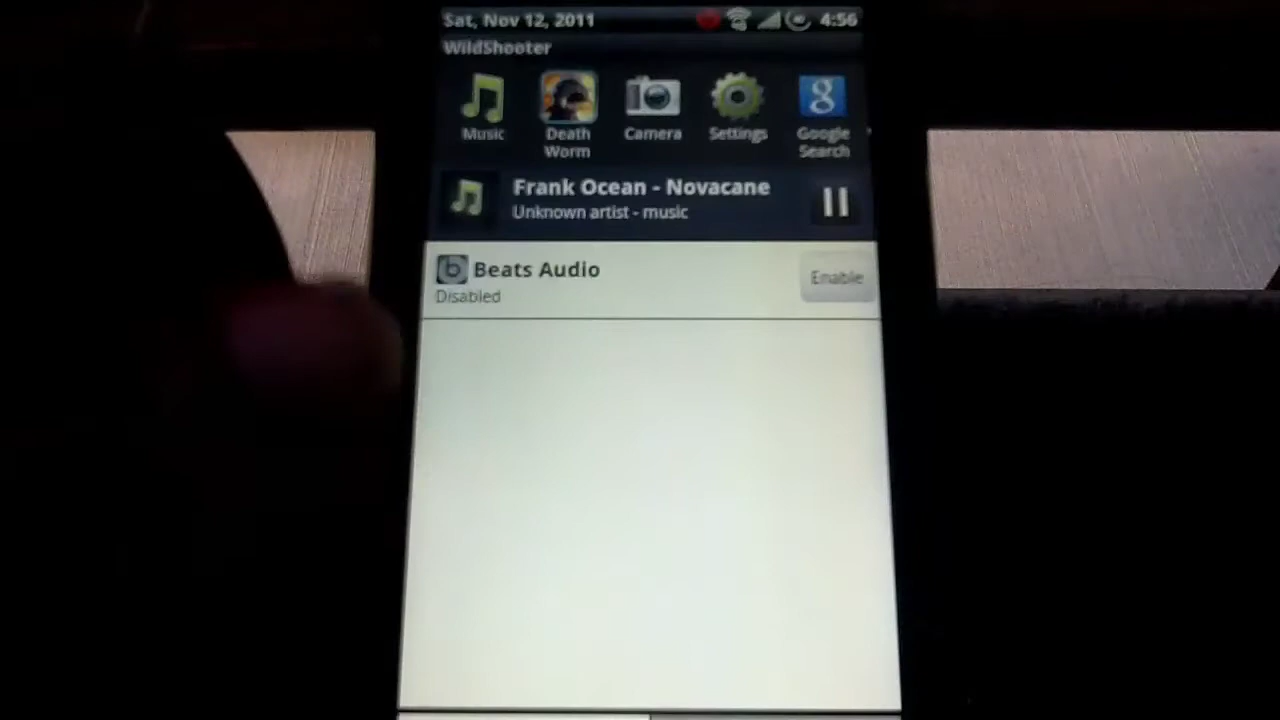 Sat, Nov 12, 2011 4:56
WildShooter
Music
Death Worm
Camera
Settings
Google Search
Frank Ocean - Novacane
Unknown artist - music
Beats Audio
Disabled
Enable